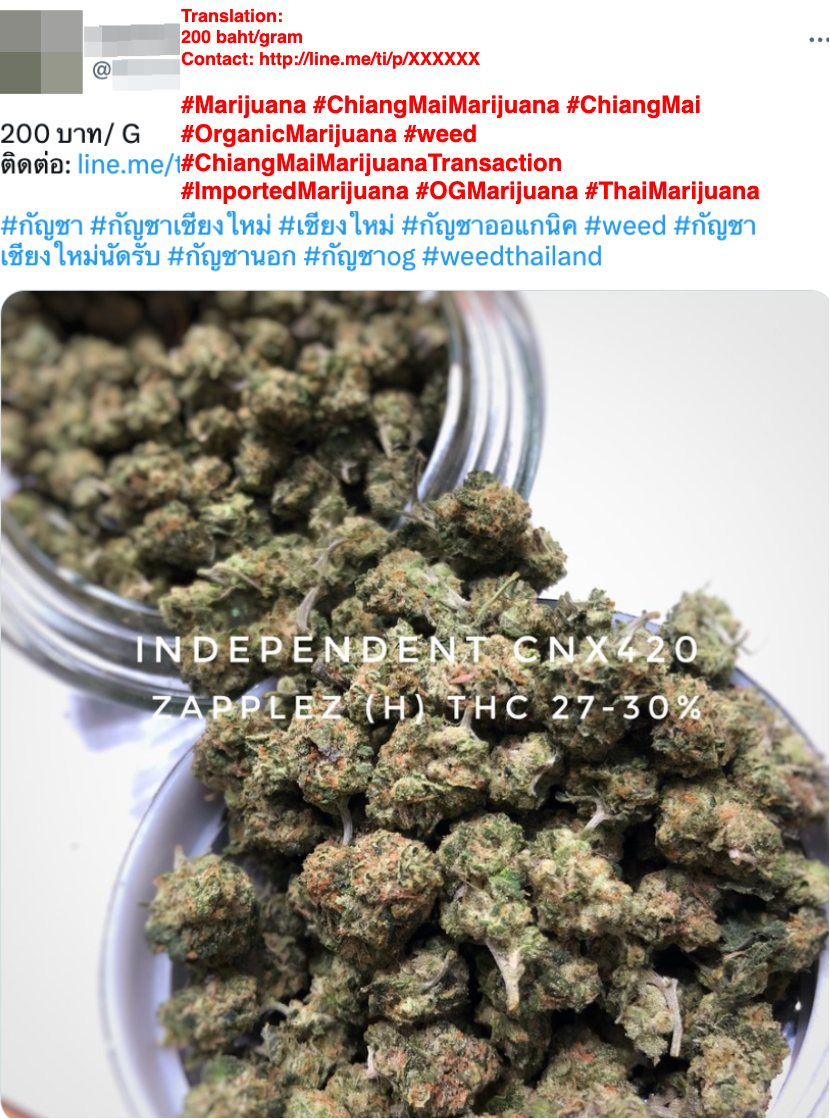 Translation:
200 baht/gram
Contact: http://line.me/ti/p/XXXXXX
@
#Marijuana #ChiangMaiMarijuana #ChiangMai
#OrganicMarijuana #weed
#ChiangMaiMarijuanaTransaction
#ImportedMarijuana #OGMarijuana #ThaiMarijuana
200 บาท/ G
ติดต่อ: line.me/t
#กัญชา #กัญชาเชียงใหม่ #เชียงใหม่ #กัญชาออแกนิค #weed #กัญชา
เชียงใหม่นัดรับ #กัญชานอก #กัญชาog #weedthailand
INDEPENDENT CNX420
ZAPPLEZ (H) THC 27-30%